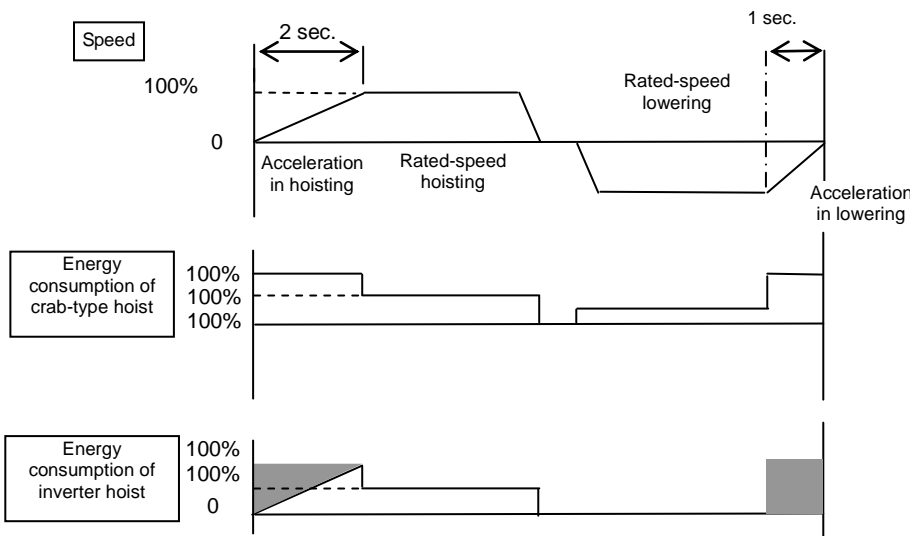 Speed
2 sec.
1 sec.
100%
0
Rated-speed
lowering
Acceleration
in hoisting
Rated-speed
hoisting
Acceleration
in lowering
Energy
consumption of
crab-type hoist
100%
100%
100%
Energy
consumption of
inverter hoist
100%
100%
0